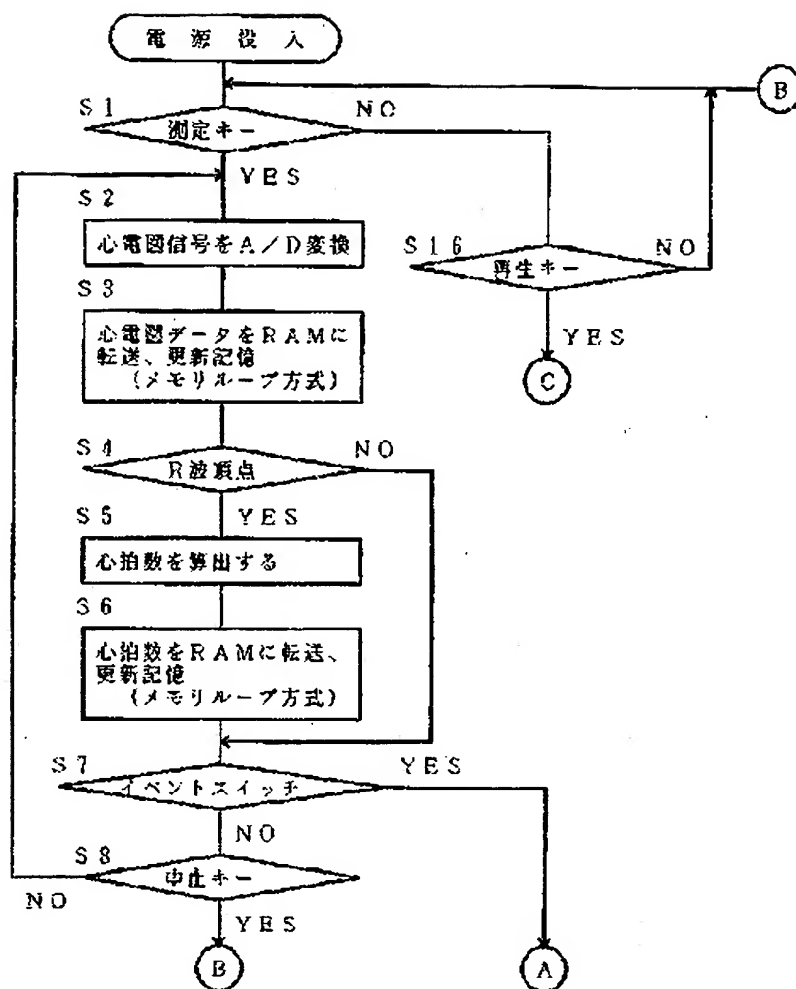 電源投入
B
S1
測定キー
NO
YES
S2
心電図信号をA/D変換
S16
再生キー
NO
YES
C
S3
心電図データをRAMに
転送、更新記憶
(メモリループ方式)
S4
R波頂点
NO
YES
S5
心拍数を算出する
S6
心拍数をRAMに転送、
更新記憶
(メモリループ方式)
S7
イベントスイッチ
YES
NO
S8
中止キー
NO
YES
B
A